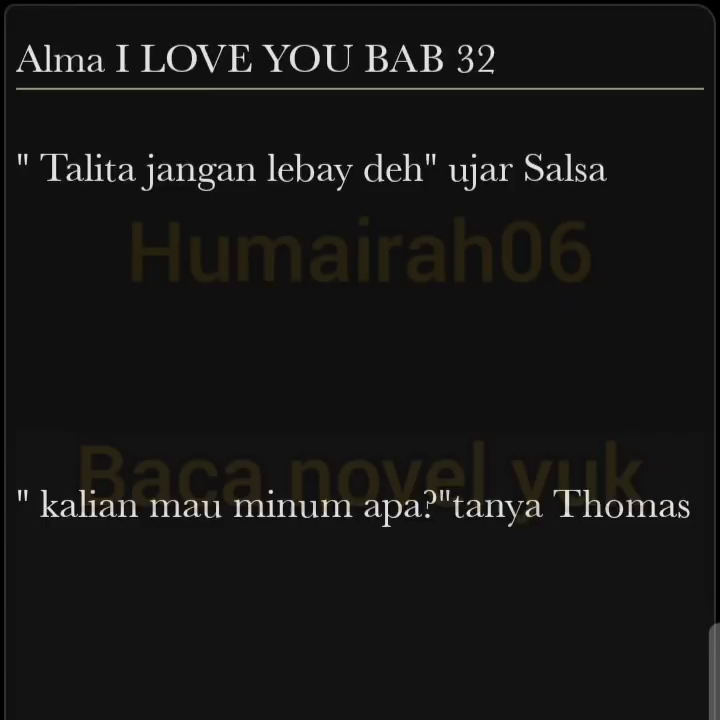 Alma I LOVE YOU BAB 32
" Talita jangan lebay deh" ujar Salsa
Humairah06
Baca novel yuk
" kalian mau minum apa?"tanya Thomas